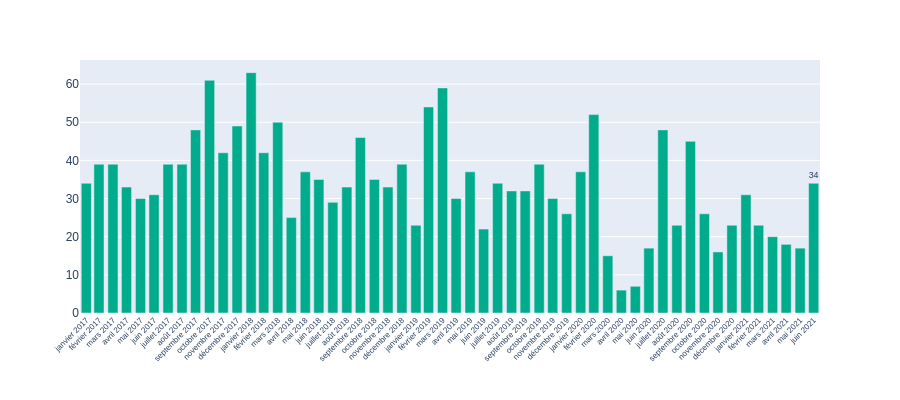 60
50
40
30
20
10
0
34
janvier 2017
février 2017
mars 2017
avril 2017
mai 2017
juin 2017
juillet 2017
août 2017
septembre 2017
octobre 2017
novembre 2017
décembre 2017
janvier 2018
février 2018
mars 2018
avril 2018
mai 2018
juin 2018
juillet 2018
août 2018
septembre 2018
octobre 2018
novembre 2018
décembre 2018
janvier 2019
février 2019
mars 2019
avril 2019
mai 2019
juin 2019
juillet 2019
août 2019
septembre 2019
octobre 2019
novembre 2019
décembre 2019
janvier 2020
février 2020
mars 2020
avril 2020
mai 2020
juin 2020
juillet 2020
août 2020
septembre 2020
octobre 2020
novembre 2020
décembre 2020
janvier 2021
février 2021
mars 2021
avril 2021
mai 2021
juin 2021